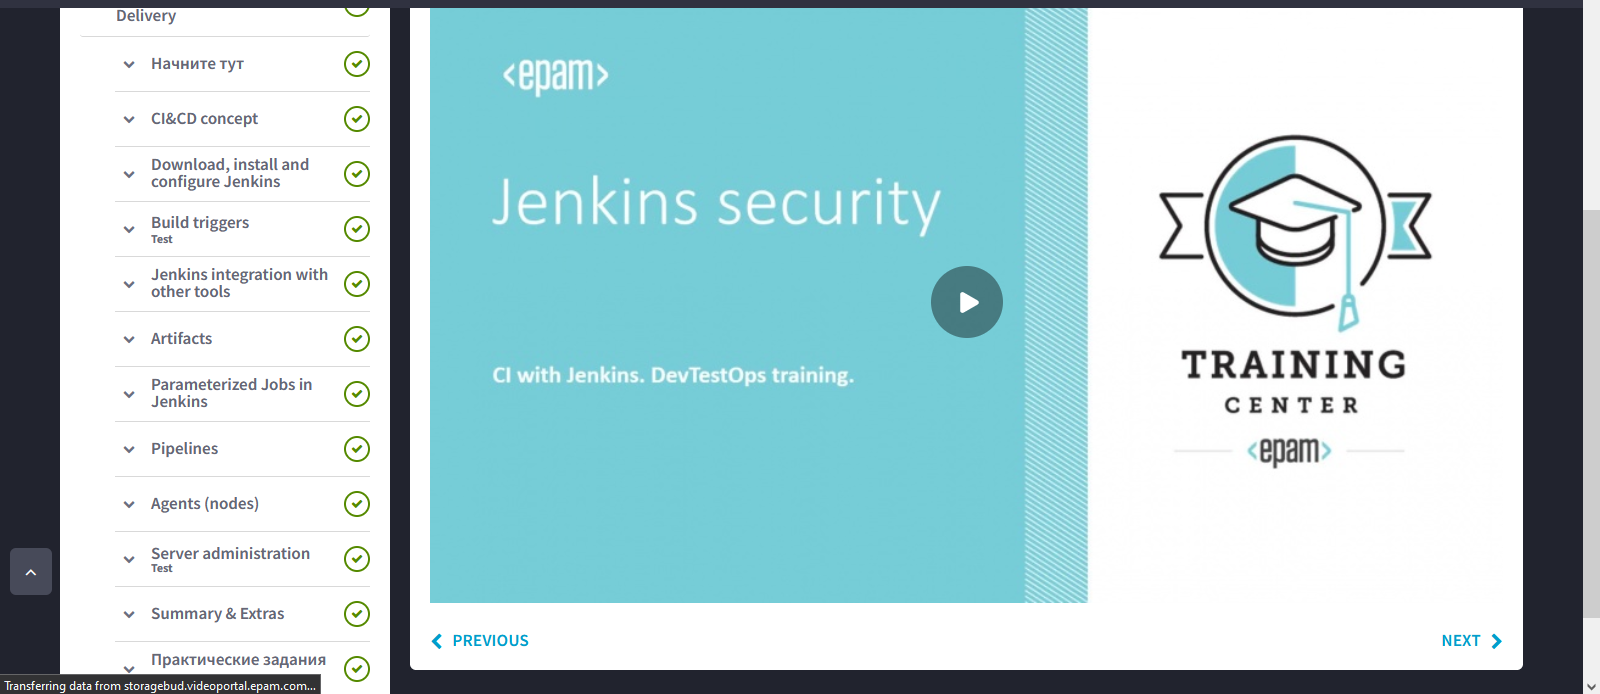 Delivery
Начните тут
CI&CD concept
Download, install and
configure Jenkins
Build triggers
Test
Jenkins integration with
other tools
Artifacts
Parameterized Jobs in
Jenkins
Pipelines
Agents (nodes)
Server administration
Test
Summary & Extras
Практические задания
Transferring data from storagebud.videoportal.epam.com...
<epam>
Jenkins security
CI with Jenkins. DevTestOps training.
TRAINING
CENTER
<epam>
PREVIOUS
NEXT